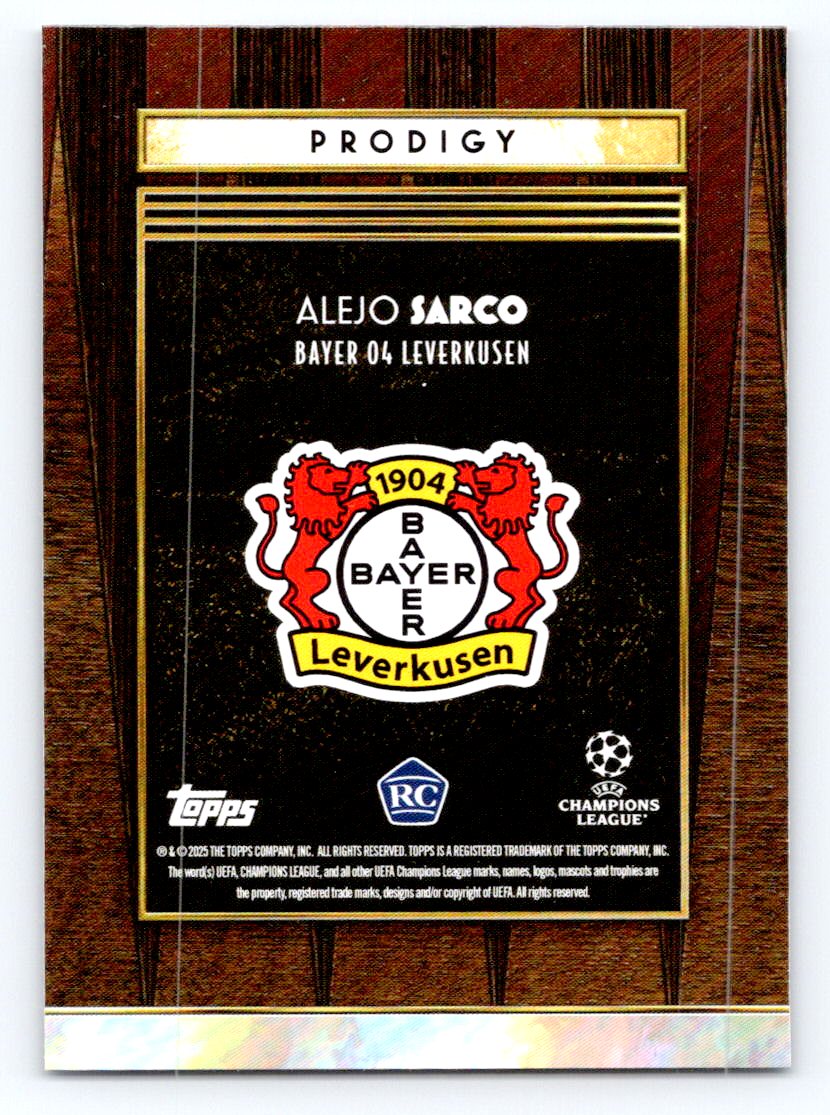 PRODIGY
ALEJO SARCO
BAYER 04 LEVERKUSEN
1904
BAYER
BAYER
Leverkusen
topps
RC
UEFA
CHAMPIONS
LEAGUE®
® & © 2025 THE TOPPS COMPANY, INC. ALL RIGHTS RESERVED. TOPPS IS A REGISTERED TRADEMARK OF THE TOPPS COMPANY, INC.
The word(s) UEFA, CHAMPIONS LEAGUE, and all other UEFA Champions League marks, names, logos, mascots and trophies are
the property, registered trade marks, designs and/or copyright of UEFA. All rights reserved.